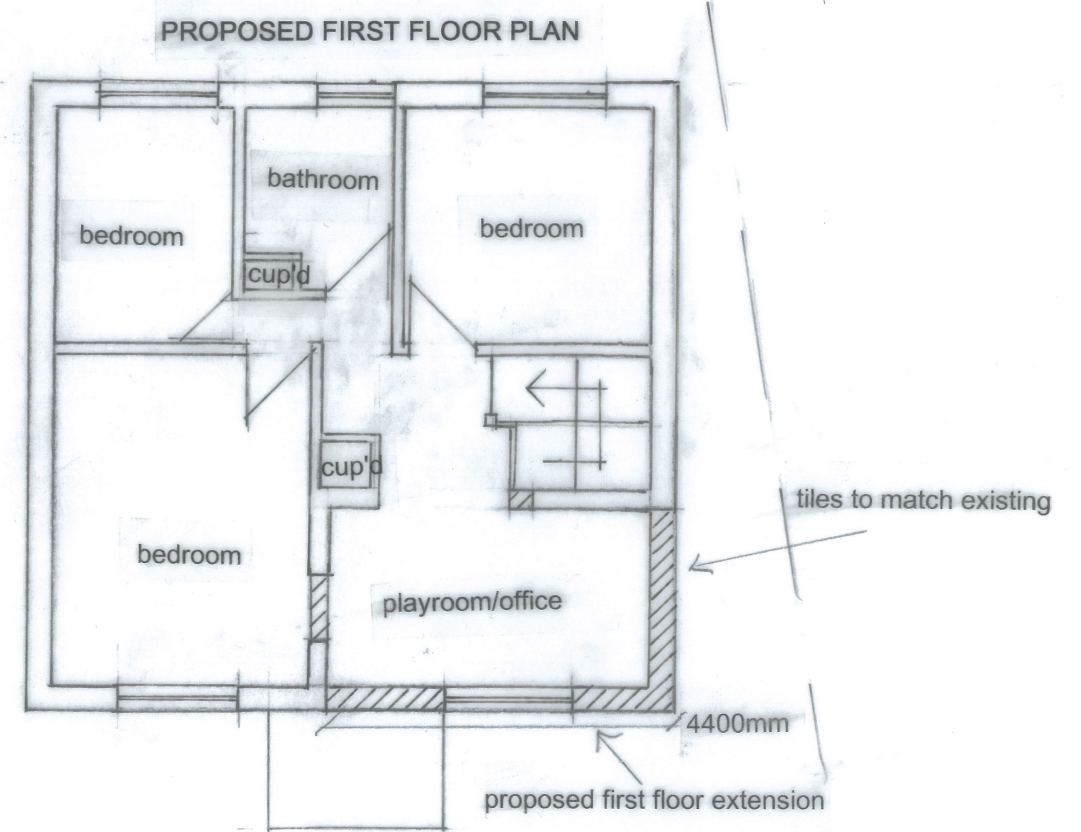 PROPOSED FIRST FLOOR PLAN
bathroom
bedroom
bedroom
cup'd
cup'd
tiles to match existing
bedroom
playroom/office
4400mm
proposed first floor extension